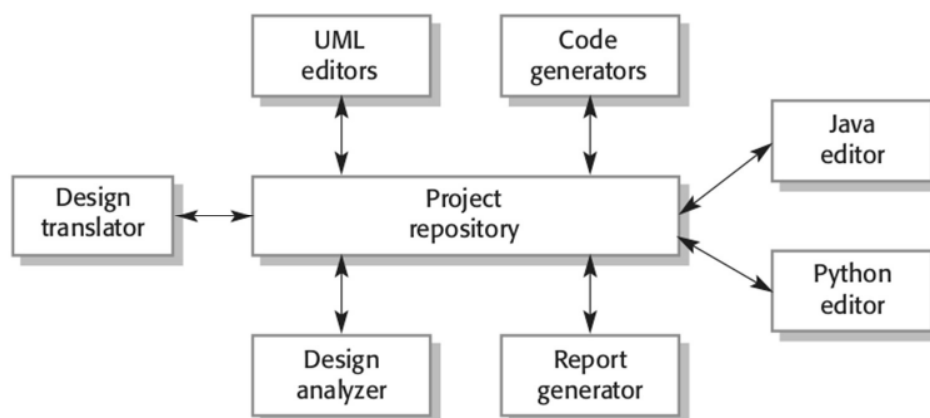 UML
editors
Code
generators
Java
editor
Design
translator
Project
repository
Python
editor
Design
analyzer
Report
generator